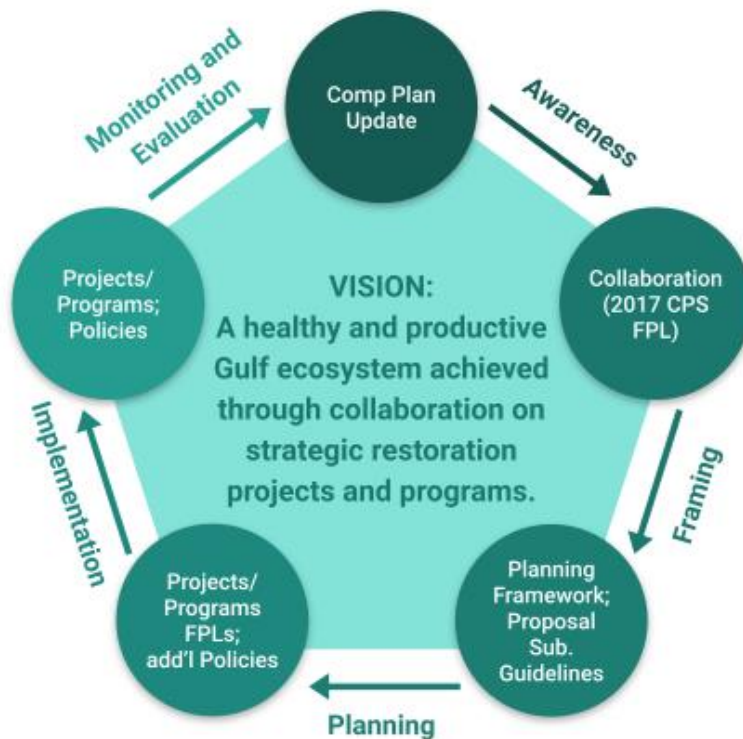 Comp Plan
Update
Awareness
Collaboration
(2017 CPS
FPL)
Framing
Planning
Framework;
Proposal
Sub.
Guidelines
Planning
Projects/
Programs
FPLs;
add'l Policies
Implementation
Projects/
Programs;
Policies
Monitoring and
Evaluation
VISION:
A healthy and productive
Gulf ecosystem achieved
through collaboration on
strategic restoration
projects and programs.